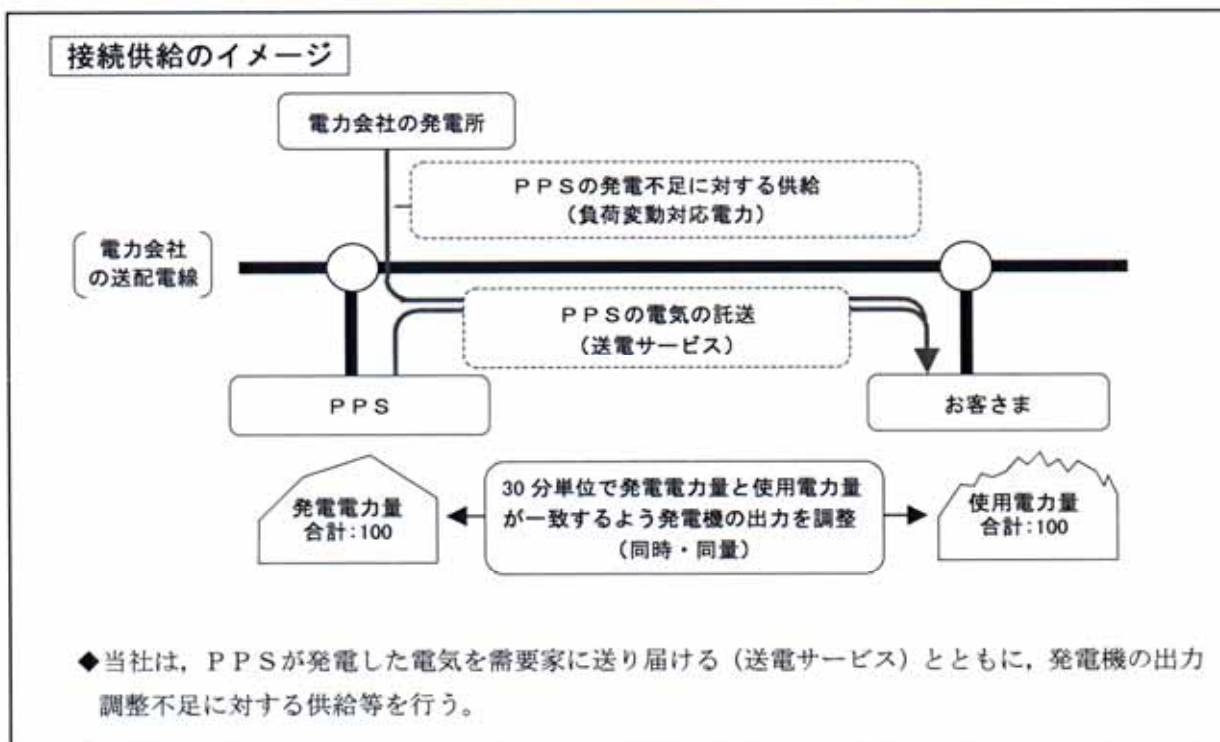 接続供給のイメージ
電力会社の発電所
ＰＰＳの発電不足に対する供給
（負荷変動対応電力）
電力会社
の送配電線
ＰＰＳの電気の託送
（送電サービス）
ＰＰＳ
お客さま
発電電力量
合計：100
30分単位で発電電力量と使用電力量
が一致するよう発電機の出力を調整
（同時・同量）
使用電力量
合計：100
◆当社は，ＰＰＳが発電した電気を需要家に送り届ける（送電サービス）とともに，発電機の出力
調整不足に対する供給等を行う。